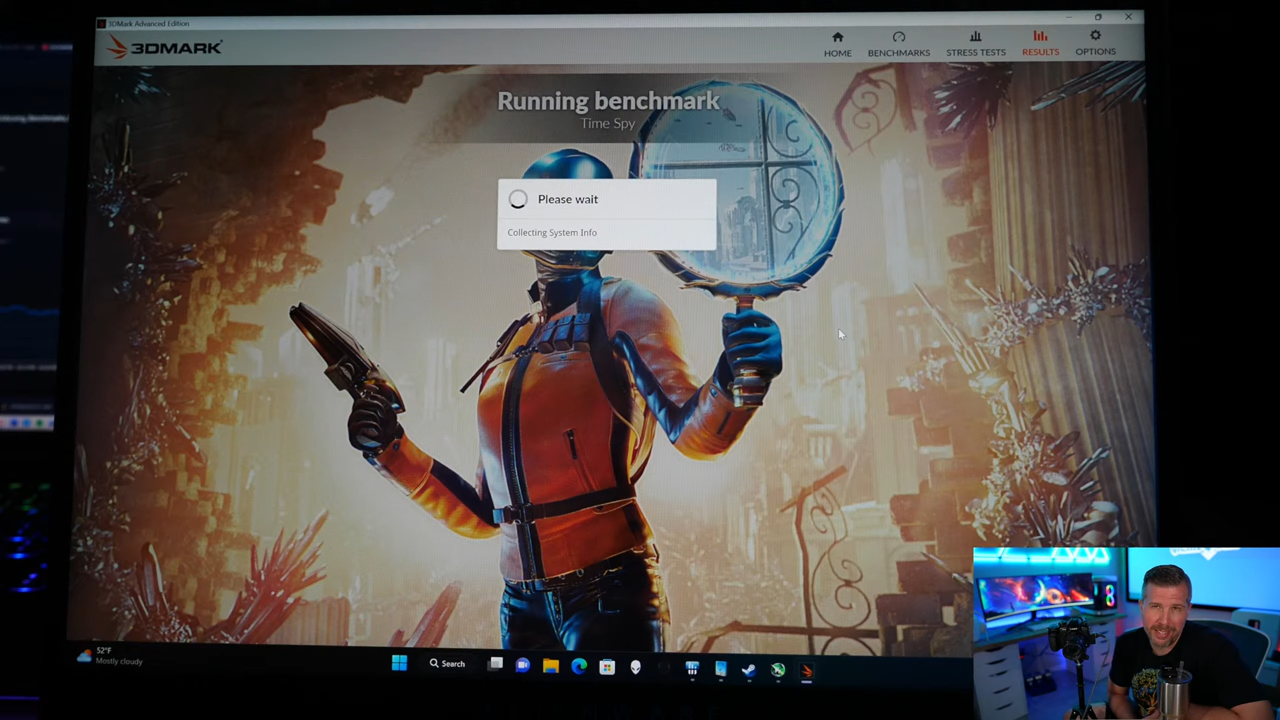 3DMark Advanced Edition
3DMARK
HOME
BENCHMARKS
STRESS TESTS
RESULTS
OPTIONS
Running benchmark
Time Spy
Please wait
Collecting System Info
52°F
Mostly cloudy
Search